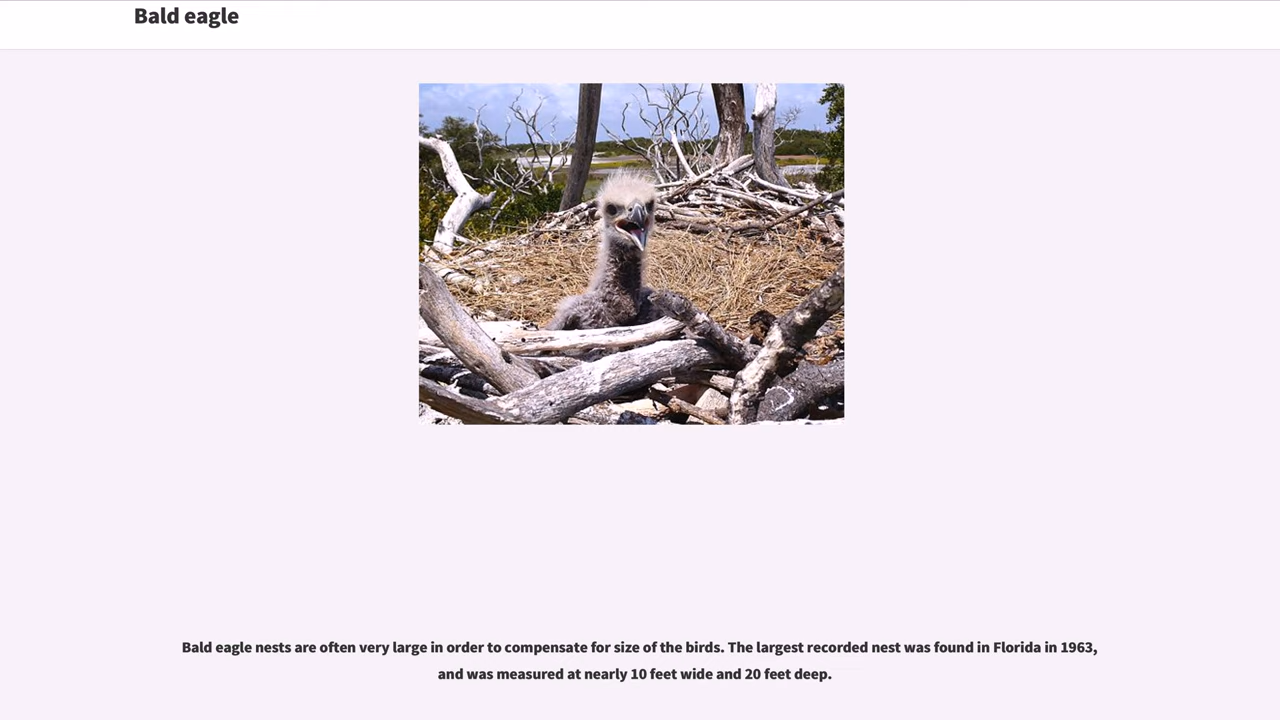 Bald eagle
Bald eagle nests are often very large in order to compensate for size of the birds. The largest recorded nest was found in Florida in 1963,
and was measured at nearly 10 feet wide and 20 feet deep.